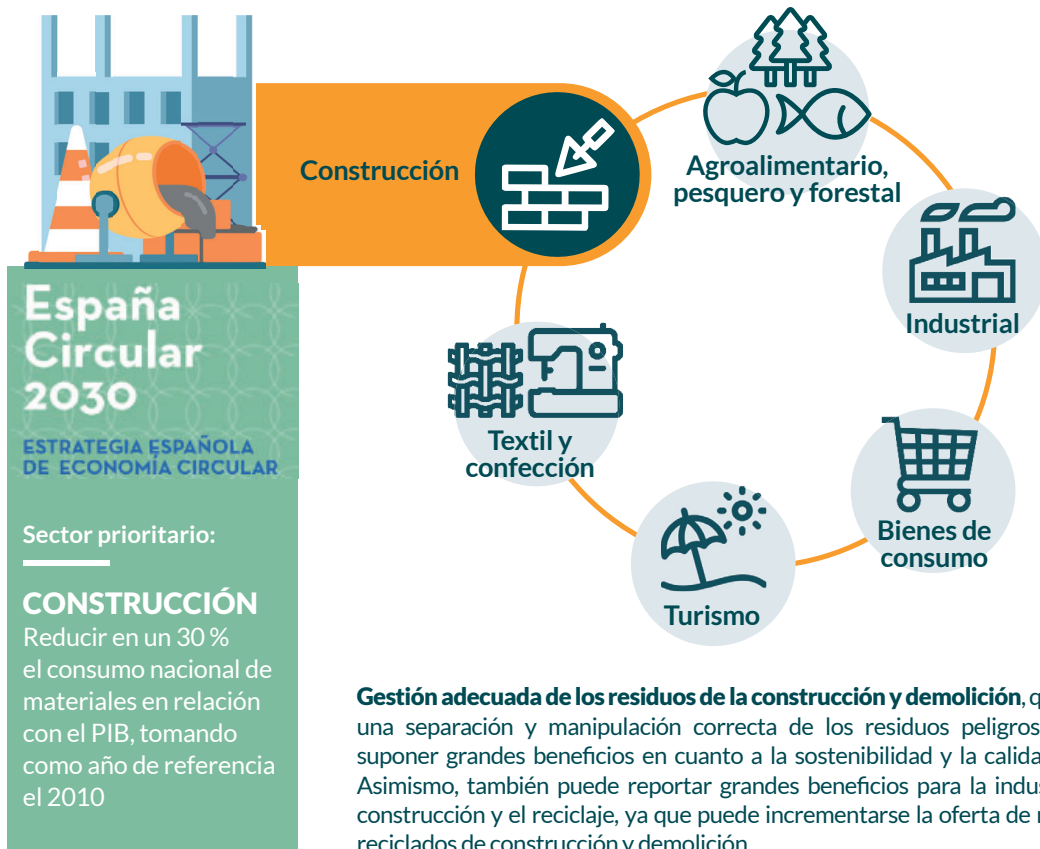 Construcción
Agroalimentario,
pesquero y forestal
Industrial
Bienes de
consumo
Turismo
Textil y
confección
España
Circular
2030
ESTRATEGIA ESPAÑOLA
DE ECONOMÍA CIRCULAR
Sector prioritario:
CONSTRUCCIÓN
Reducir en un 30 %
el consumo nacional de
materiales en relación
con el PIB, tomando
como año de referencia
el 2010
Gestión adecuada de los residuos de la construcción y demolición,
una separación y manipulación correcta de los residuos
suponer grandes beneficios en cuanto a la sostenibilidad y la
Asimismo, también puede reportar grandes beneficios para la
construcción y el reciclaje, ya que puede incrementarse la oferta de
reciclados de construcción y demolición